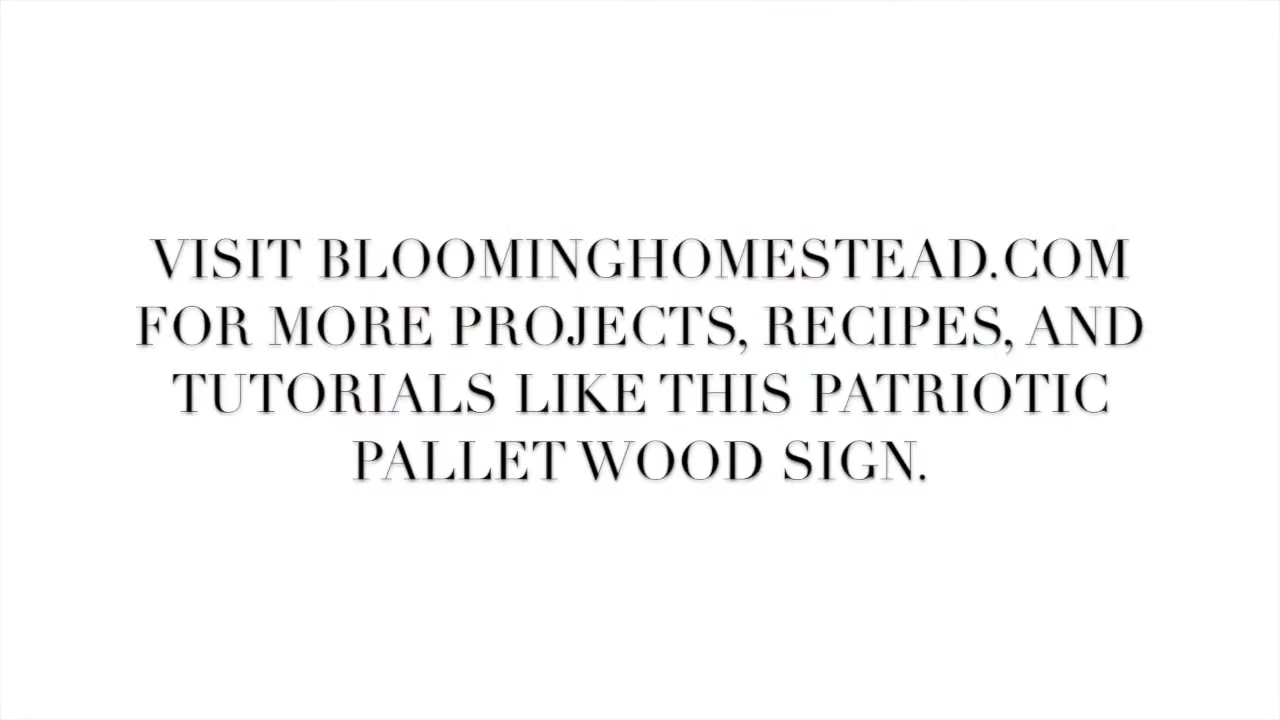 VISIT BLOOMINGHOMESTEAD.COM
FOR MORE PROJECTS, RECIPES, AND
TUTORIALS LIKE THIS PATRIOTIC
PALLET WOOD SIGN.